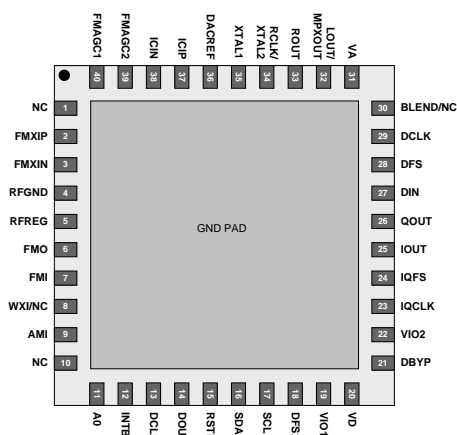 FMAGC1
FMAGC2
ICIN
ICIP
DACREF
XTAL1
RCLK/
XTAL2
ROUT
LOUT/
MPXOUT
VA
40 39 38 37 36 35 34 33 32 31
NC 1
30 BLEND/NC
FMXIP 2
29 DCLK
FMXIN 3
28 DFS
RFGND 4
27 DIN
RFREG 5
26 QOUT
GND PAD
FMO 6
25 IOUT
FMI 7
24 IQFS
WXI/NC 8
23 IQCLK
AMI 9
22 VIO2
NC 10
21 DBYP
11 12 13 14 15 16 17 18 19 20
A0
INTB
DCL
DOU
RST
SDA
SCL
DFS
VIO1
VD